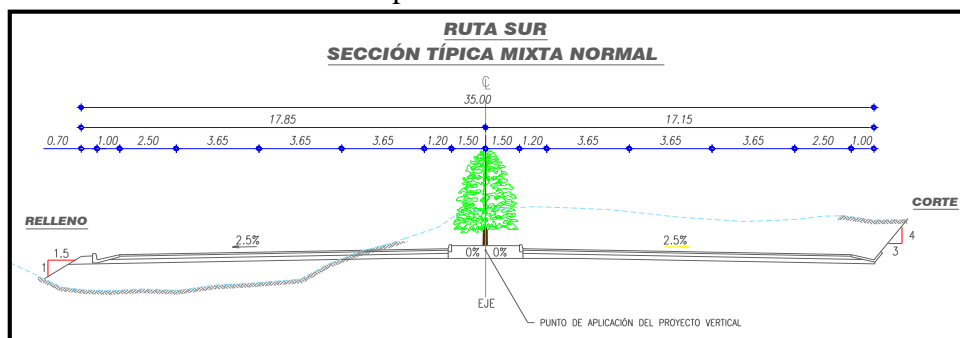 RUTA SUR
SECCIÓN TÍPICA MIXTA NORMAL
℄
35.00
17.85 17.15
0.70 1.00 2.50 3.65 3.65 3.65 1.20 1.50 1.50 1.20 3.65 3.65 3.65 2.50 1.00
RELLENO CORTE
1.5 2.5% 2.5% 4
1 0% 0% 3
EJE
PUNTO DE APLICACIÓN DEL PROYECTO VERTICAL